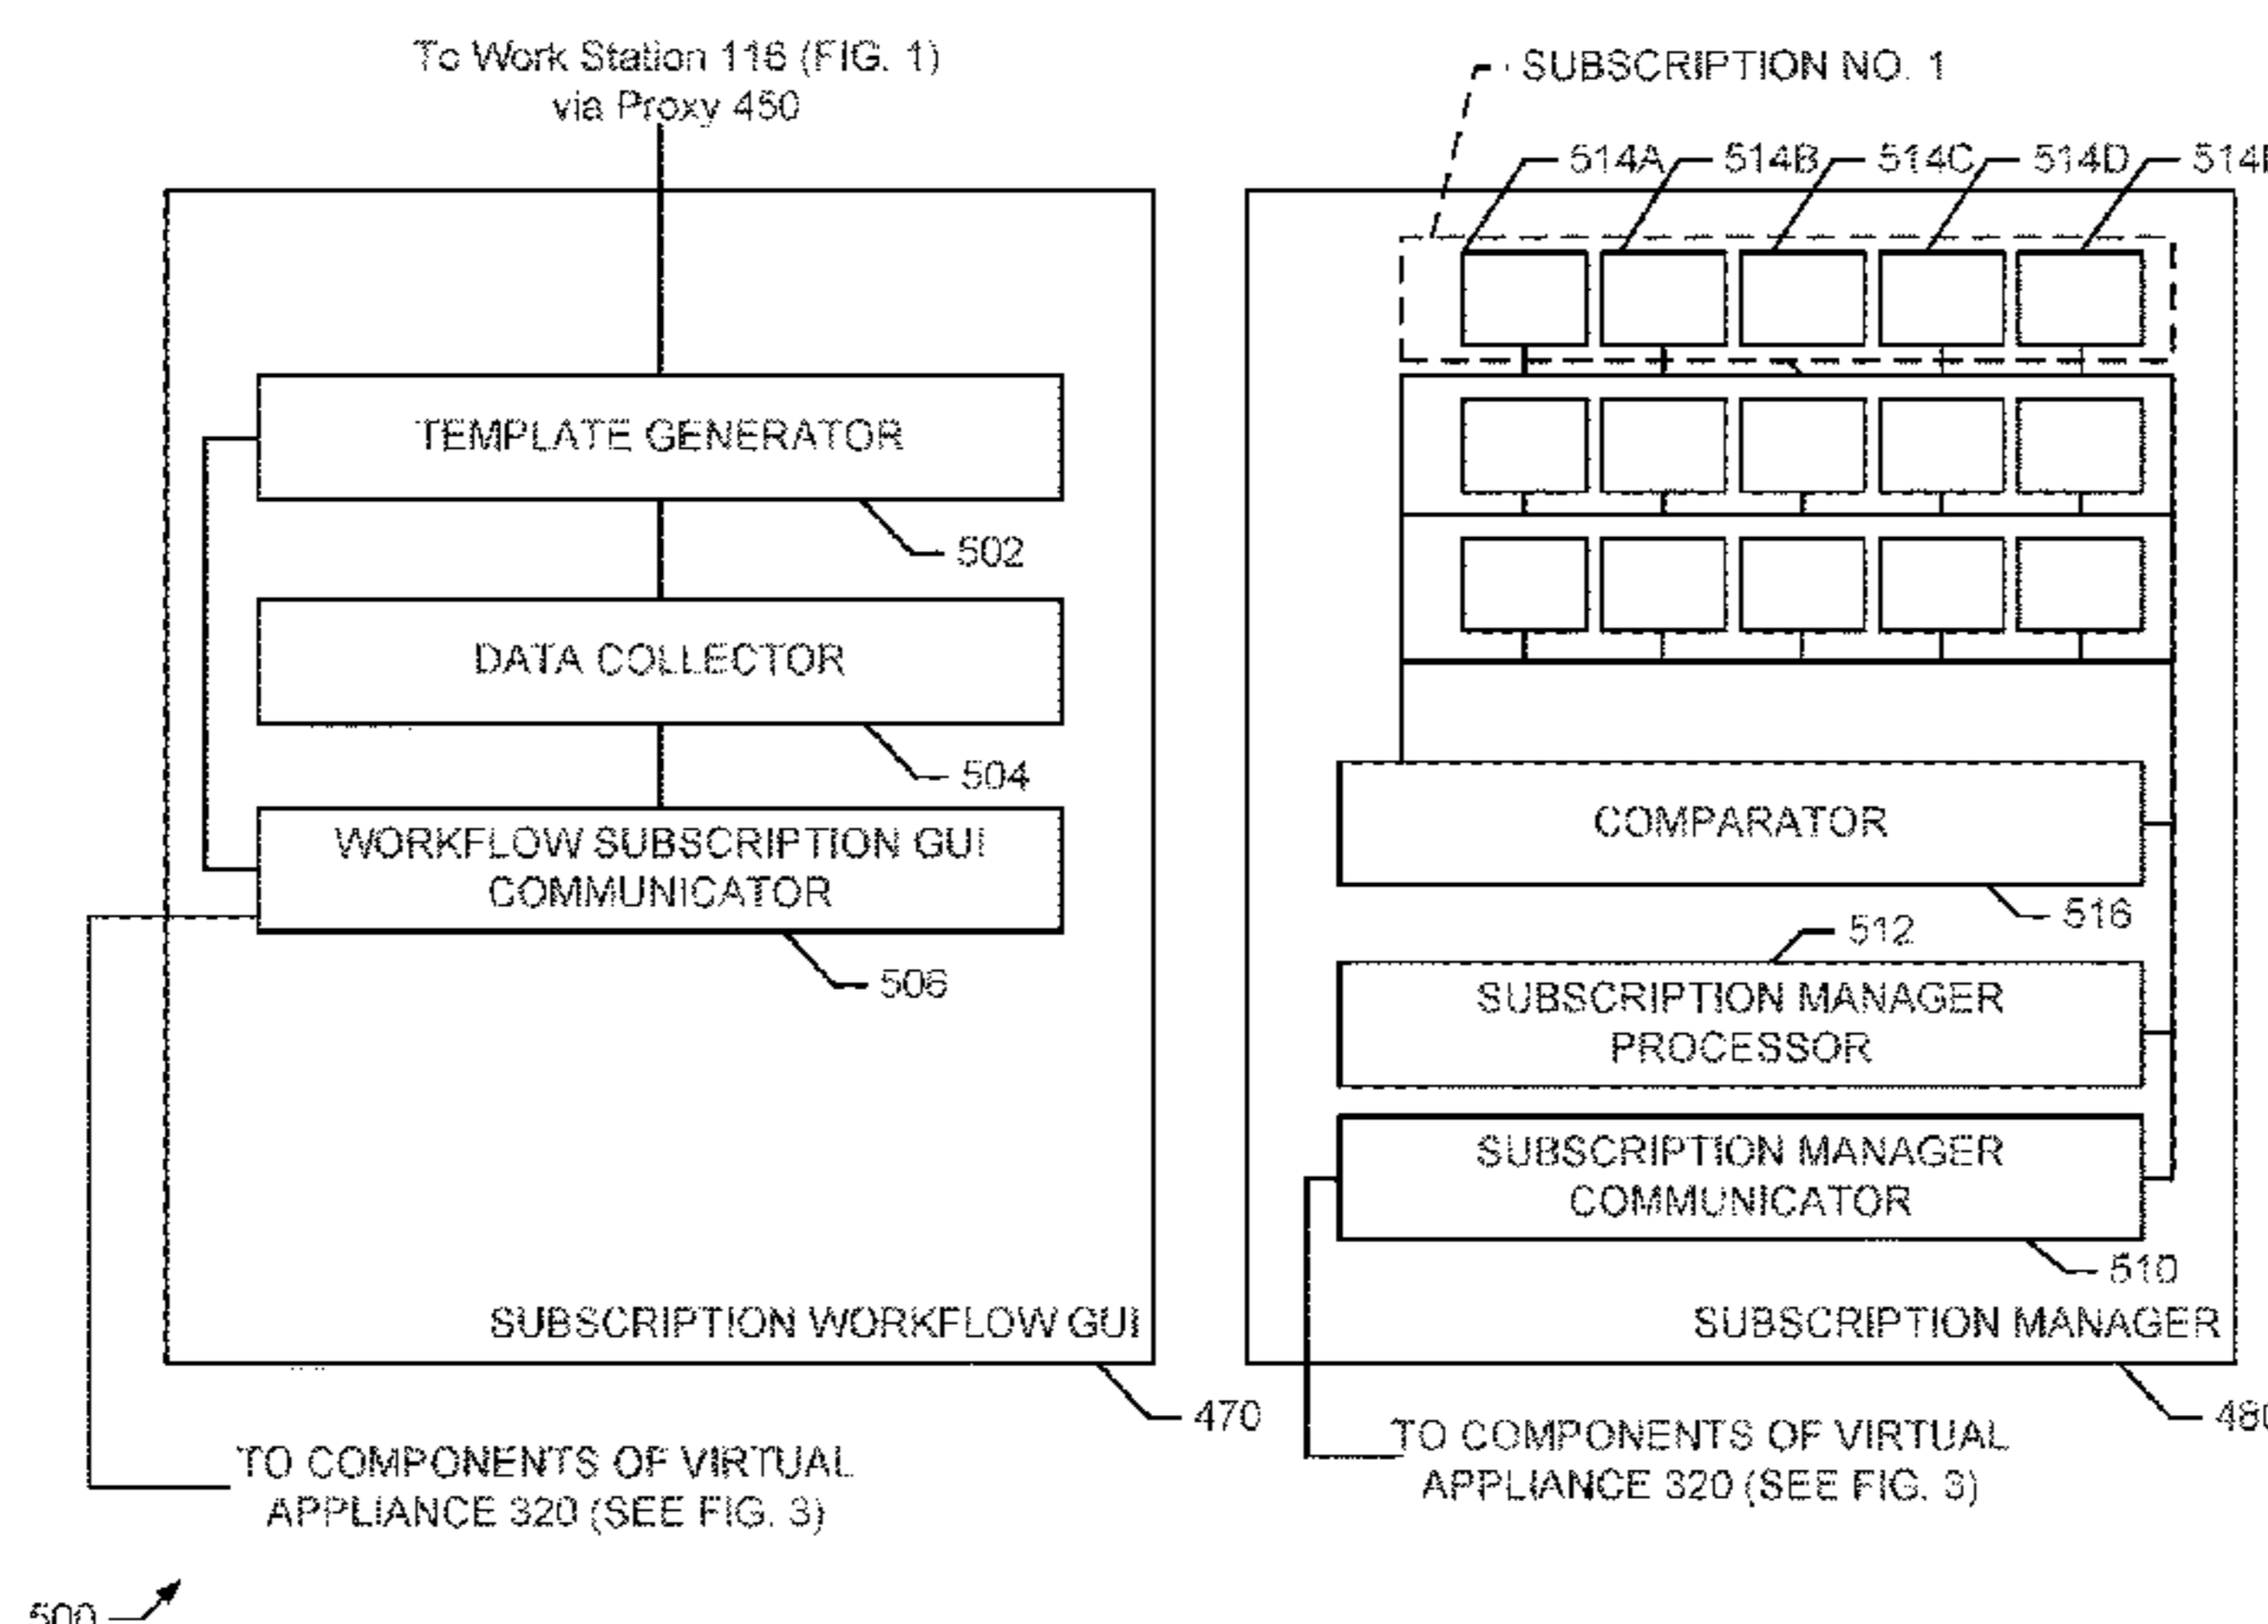 To Work Station 116 (FIG. 1)
via Proxy 450
SUBSCRIPTION NO. 1
514A 514B 514C 514D
TEMPLATE GENERATOR
502
DATA COLLECTOR
504
WORKFLOW SUBSCRIPTION GUI
COMMUNICATOR
506
SUBSCRIPTION WORKFLOW GUI
470
TO COMPONENTS OF VIRTUAL
APPLIANCE 320 (SEE FIG. 3)
COMPARATOR
516
512
SUBSCRIPTION MANAGER
PROCESSOR
SUBSCRIPTION MANAGER
COMMUNICATOR
510
SUBSCRIPTION MANAGER
480
TO COMPONENTS OF VIRTUAL
APPLIANCE 320 (SEE FIG. 3)
500